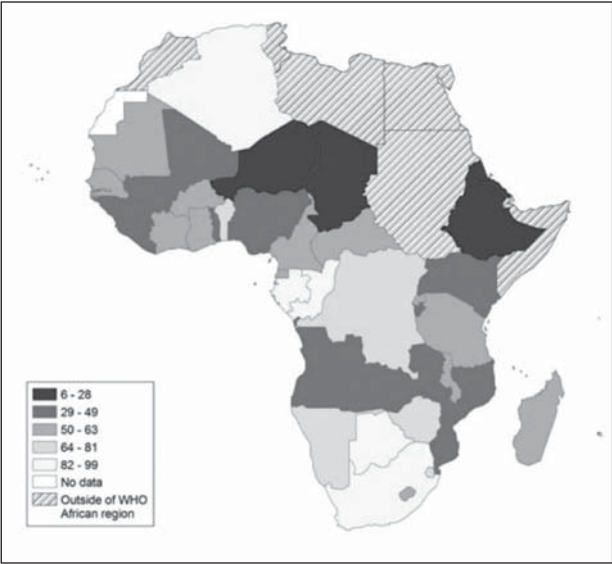 6 - 28
29 - 49
50 - 63
64 - 81
82 - 99
No data
Outside of WHO
African region